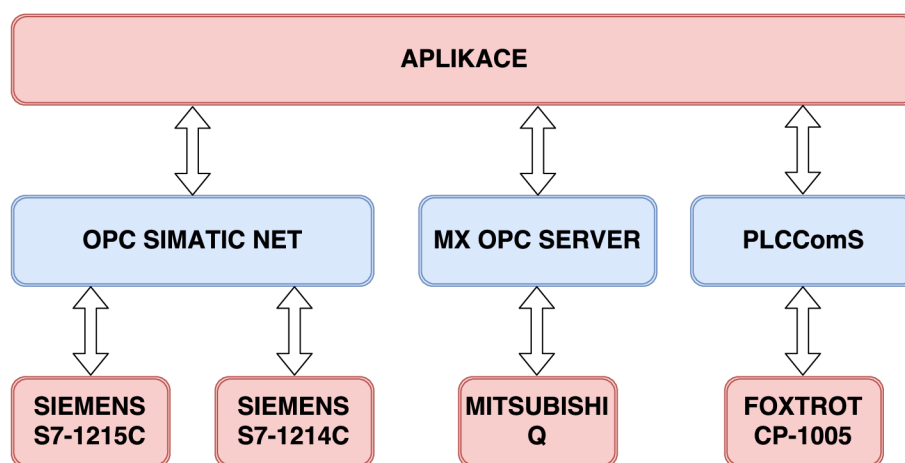 APLIKACE
OPC SIMATIC NET
MX OPC SERVER
PLCComS
SIEMENS
S7-1215C
SIEMENS
S7-1214C
MITSUBISHI
Q
FOXTROT
CP-1005